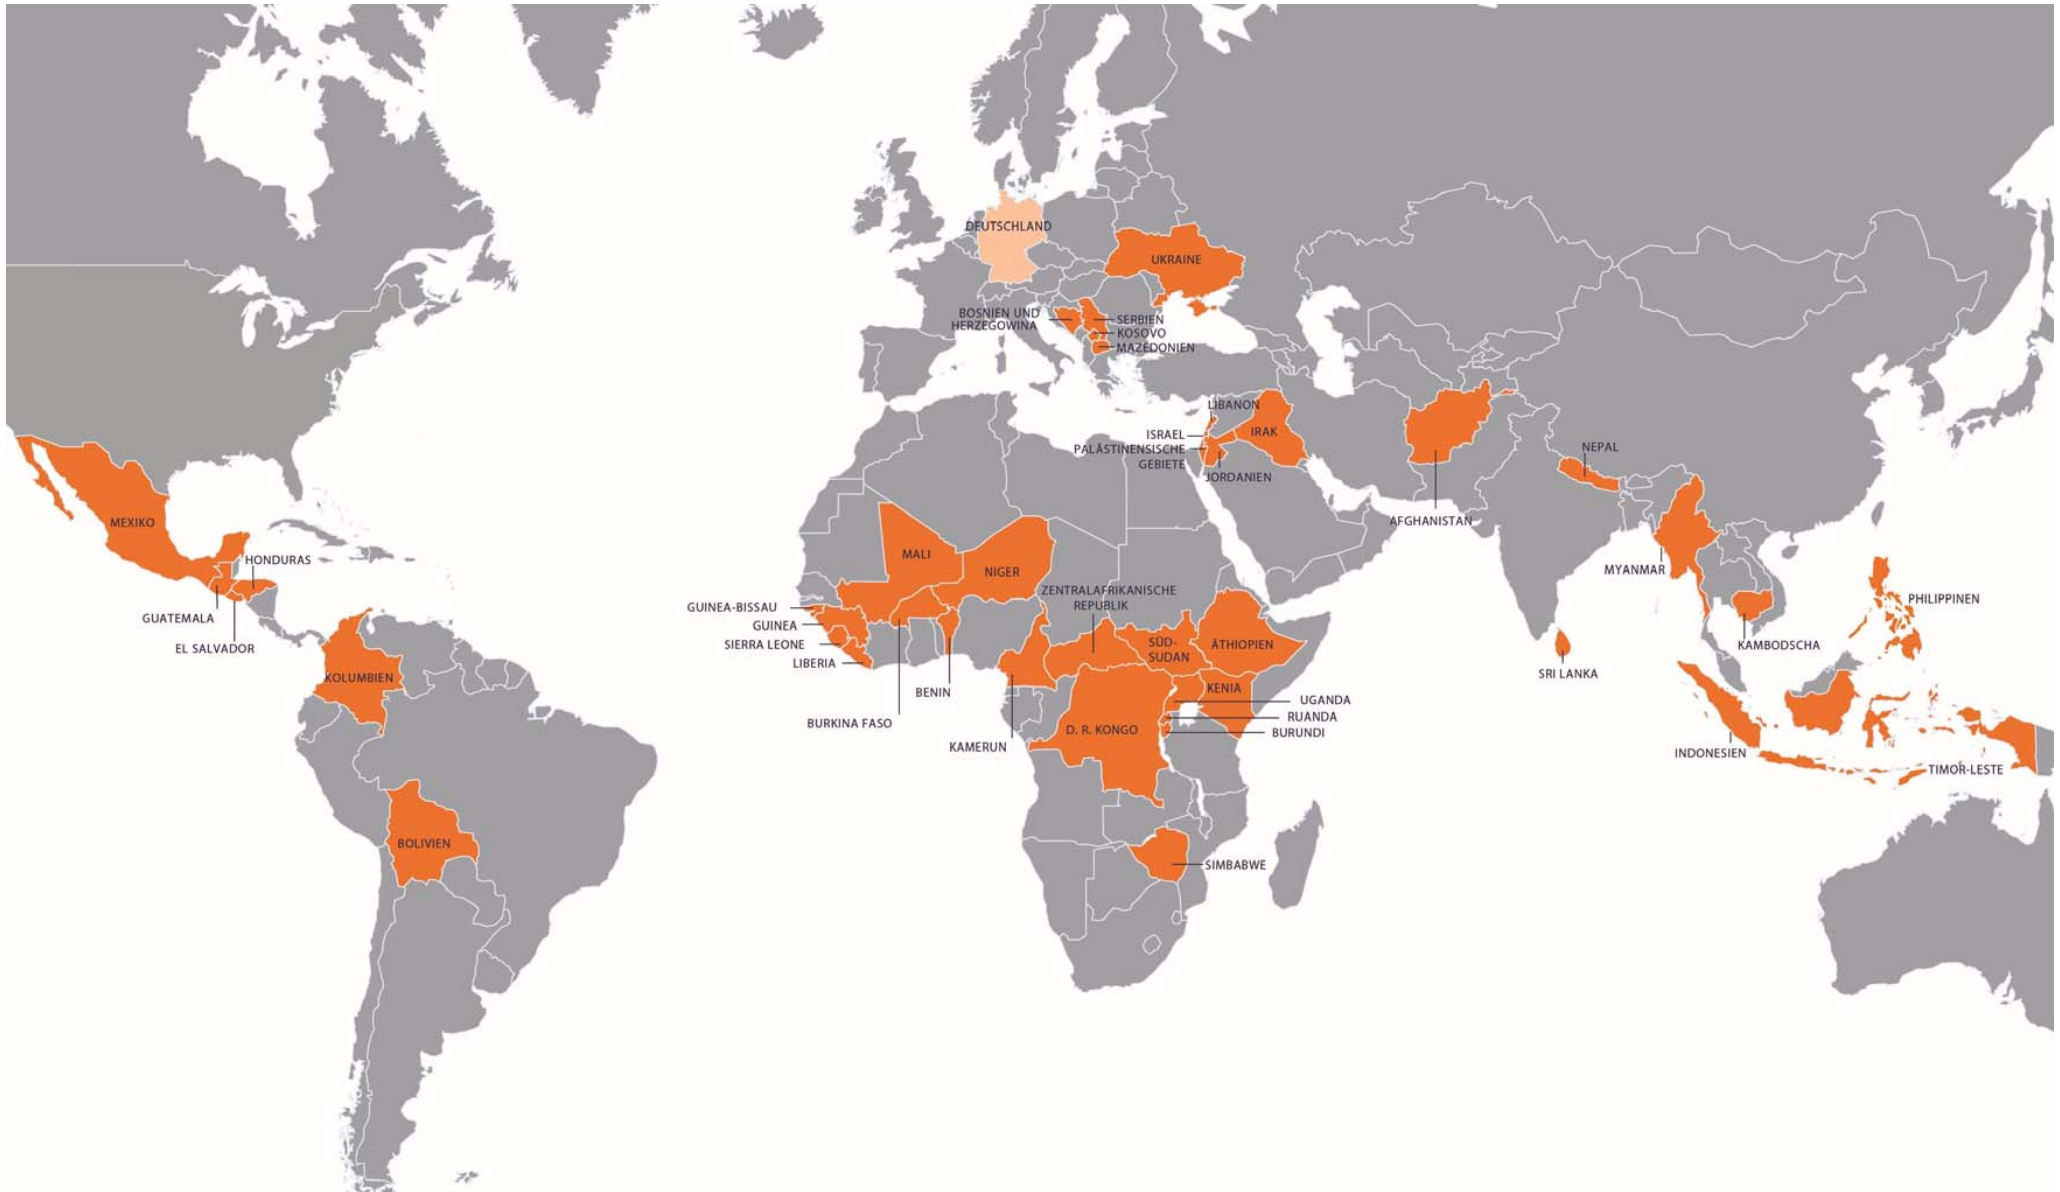 DEUTSCHLAND
UKRAINE
BOSNIEN UND
HERZEGOWINA
SERBIEN
KOSOVO
MAZEDONIEN
LIBANON
ISRAEL
IRAK
PALÄSTINENSISCHE
GEBIETE
JORDANIEN
NEPAL
AFGHANISTAN
MEXIKO
HONDURAS
GUATEMALA
EL SALVADOR
KOLUMBIEN
BOLIVIEN
MALI
NIGER
ZENTRALAFRIKANISCHE
REPUBLIK
GUINEA-BISSAU
GUINEA
SIERRA LEONE
LIBERIA
BENIN
BURKINA FASO
KAMERUN
SÜD-
SUDAN
ÄTHIOPIEN
KENIA
UGANDA
RUANDA
BURUNDI
D. R. KONGO
SIMBABWE
MYANMAR
PHILIPPINEN
KAMBODSCHA
SRI LANKA
INDONESIEN
TIMOR-LESTE